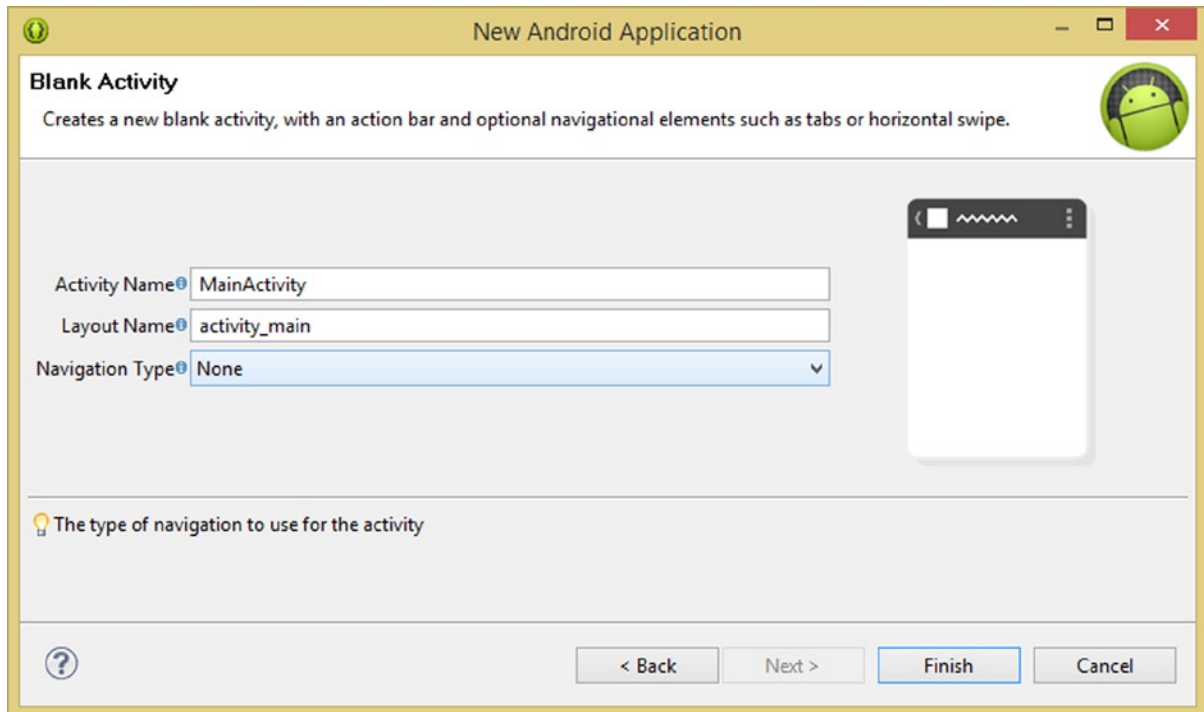 New Android Application
Blank Activity
Creates a new blank activity, with an action bar and optional navigational elements such as tabs or horizontal swipe.
Activity Name MainActivity
Layout Name activity_main
Navigation Type None
The type of navigation to use for the activity
< Back Next > Finish Cancel